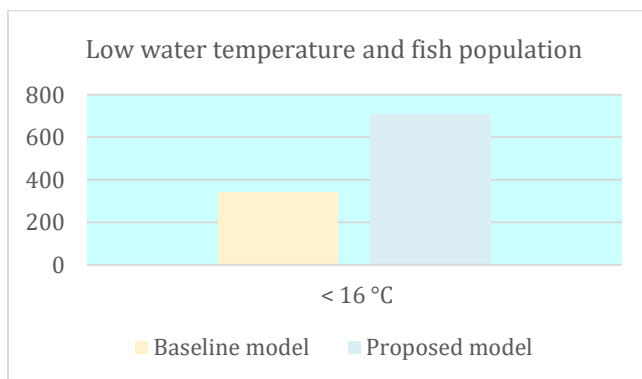 Low water temperature and fish population
800
600
400
200
0
< 16 °C
Baseline model Proposed model